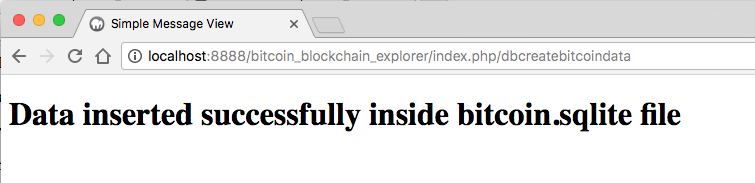 Simple Message View
localhost:8888/bitcoin_blockchain_explorer/index.php/dbcreatebitcoindata
Data inserted successfully inside bitcoin.sqlite file